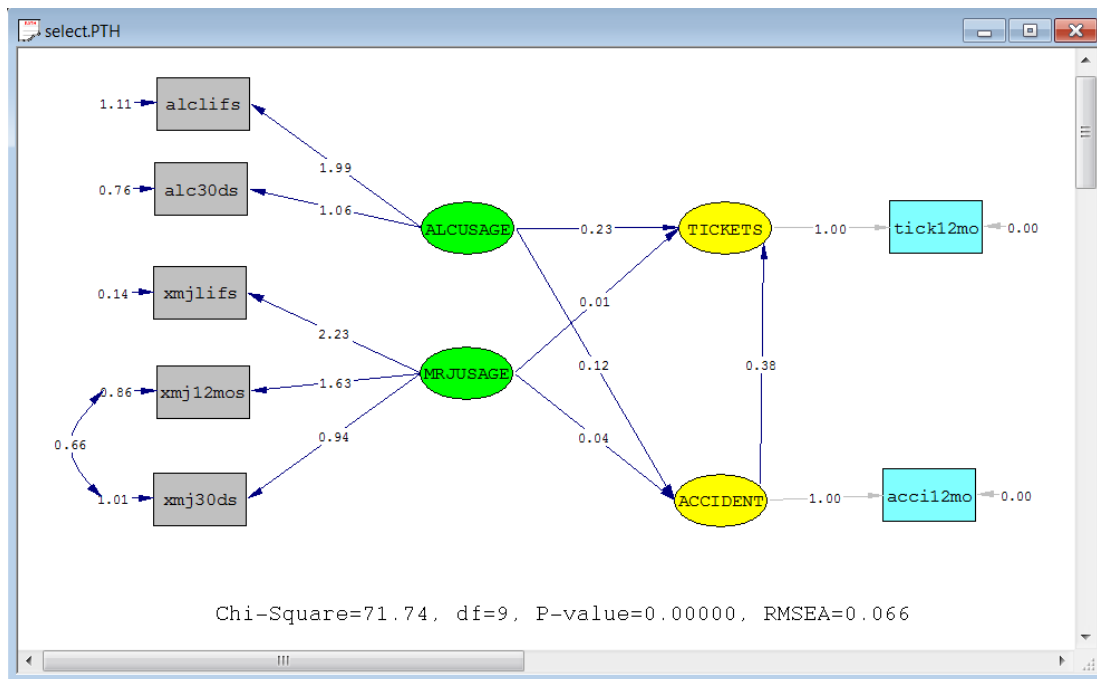 select.PTH
1.11
alclifs
1.99
0.76
alc30ds
1.06
ALCUSAGE
0.23
TICKETS
1.00
tick12mo
0.00
0.14
xmjlifs
0.01
2.23
0.12
0.38
MRJUSAGE
0.86
xmj12mos
1.63
0.66
0.94
0.04
1.01
xmj30ds
ACCIDENT
1.00
acci12mo
0.00
Chi-Square=71.74, df=9, P-value=0.00000, RMSEA=0.066